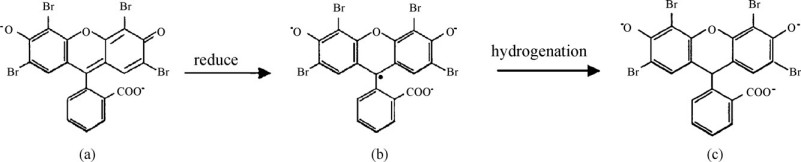 Br Br
⁻O O O
Br Br
COO⁻
(a)
reduce
Br Br
⁻O O O⁻
Br Br
COO⁻
(b)
hydrogenation
Br Br
⁻O O O⁻
Br Br
COO⁻
(c)